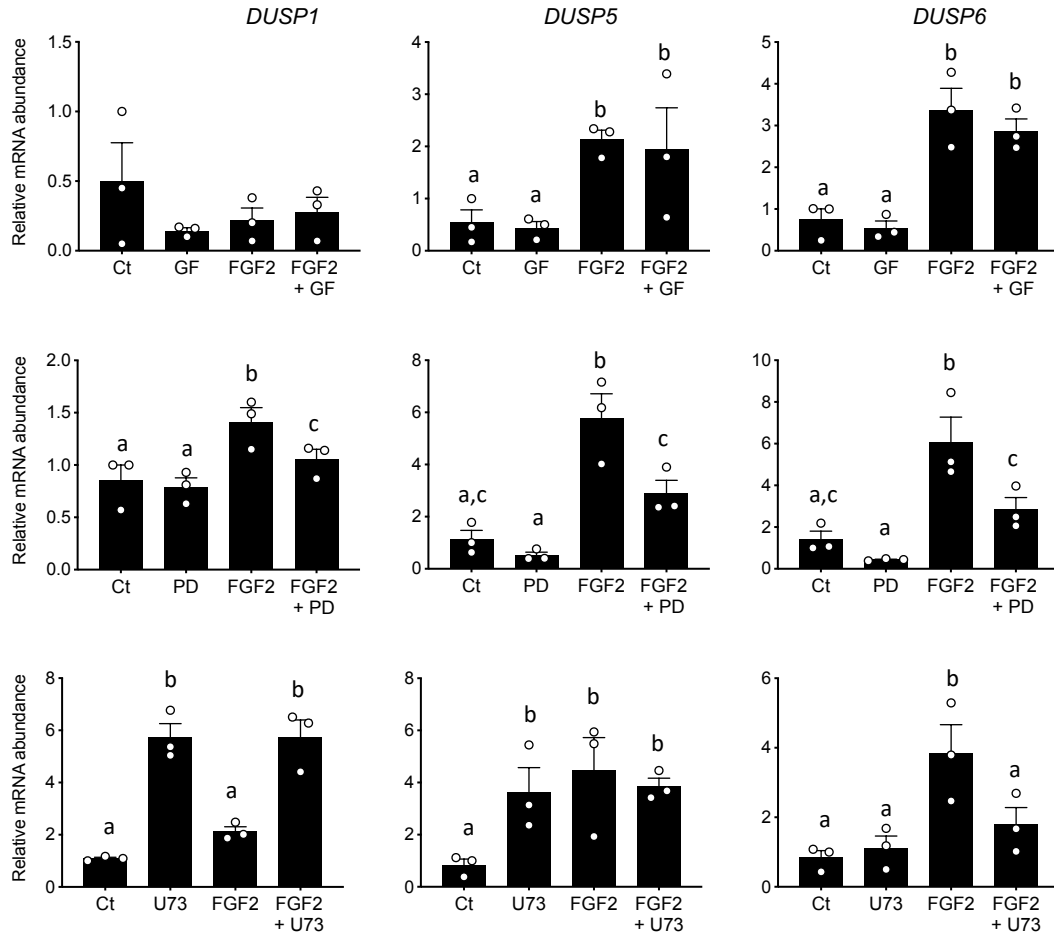 DUSP1 DUSP5 DUSP6
Relative mRNA abundance
1.5
1.0
0.5
0.0
Ct GF FGF2 FGF2
+ GF
4
3
2
1
0
a a b b
Ct GF FGF2 FGF2
+ GF
5
4
3
2
1
0
a a b b
Ct GF FGF2 FGF2
+ GF
Relative mRNA abundance
2.0
1.5
1.0
0.5
0.0
a a b c
Ct PD FGF2 FGF2
+ PD
8
6
4
2
0
a,c a b c
Ct PD FGF2 FGF2
+ PD
10
8
6
4
2
0
a,c a b c
Ct PD FGF2 FGF2
+ PD
Relative mRNA abundance
8
6
4
2
0
a b a b
Ct U73 FGF2 FGF2
+ U73
8
6
4
2
0
a b b b
Ct U73 FGF2 FGF2
+ U73
6
4
2
0
a a b a
Ct U73 FGF2 FGF2
+ U73